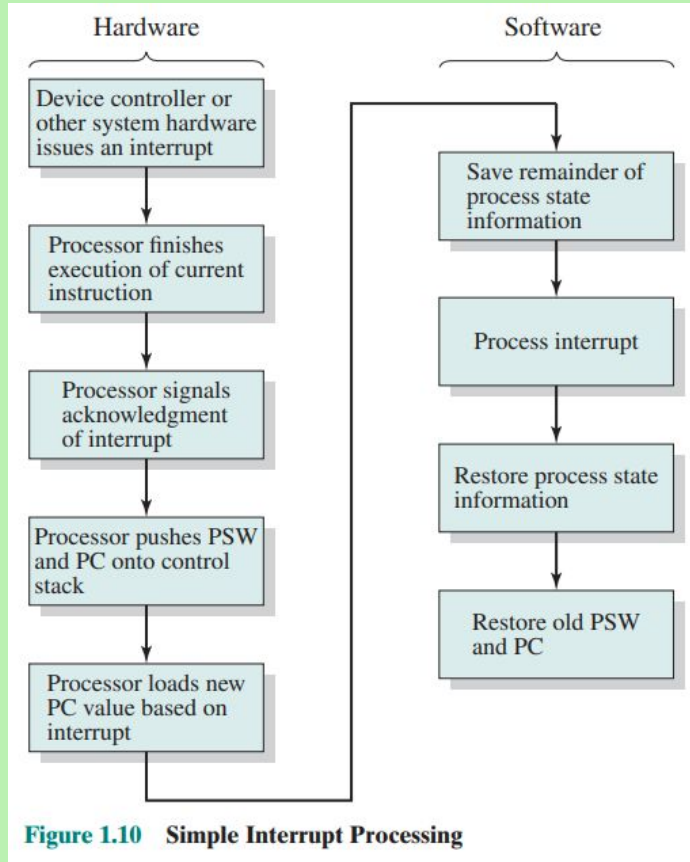 Hardware
Device controller or
other system hardware
issues an interrupt
Processor finishes
execution of current
instruction
Processor signals
acknowledgment
of interrupt
Processor pushes PSW
and PC onto control
stack
Processor loads new
PC value based on
interrupt
Software
Save remainder of
process state
information
Process interrupt
Restore process state
information
Restore old PSW
and PC
Figure 1.10 Simple Interrupt Processing